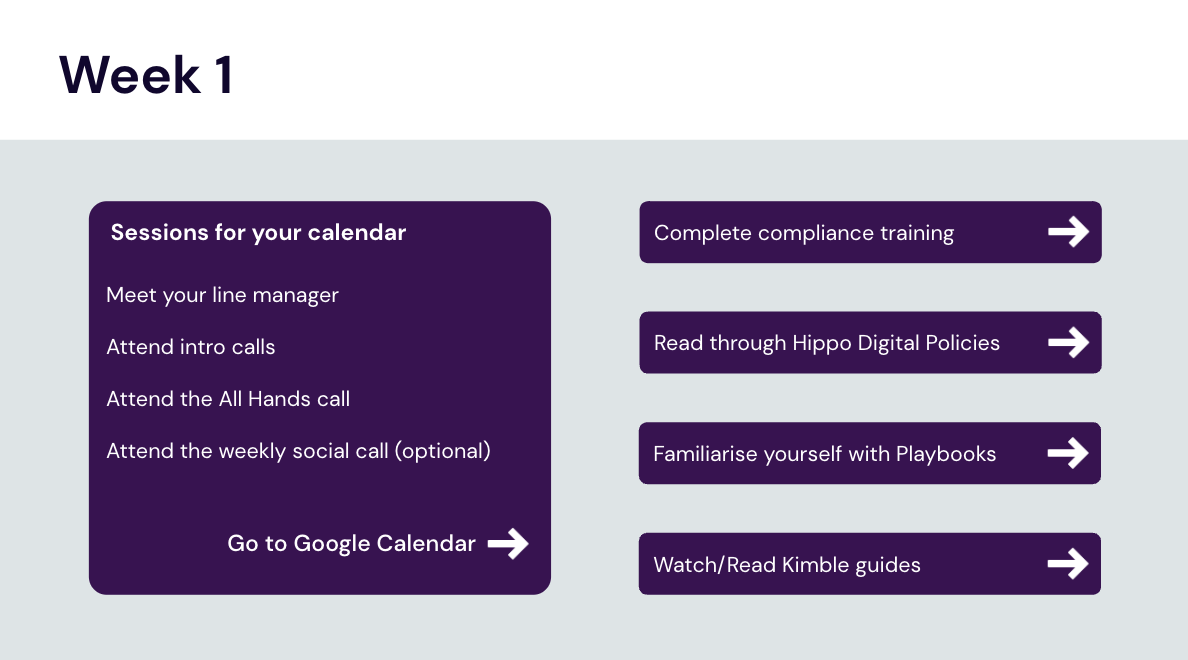 Week 1
Sessions for your calendar
Meet your line manager
Attend intro calls
Attend the All Hands call
Attend the weekly social call (optional)
Go to Google Calendar
Complete compliance training
Read through Hippo Digital Policies
Familiarise yourself with Playbooks
Watch/Read Kimble guides